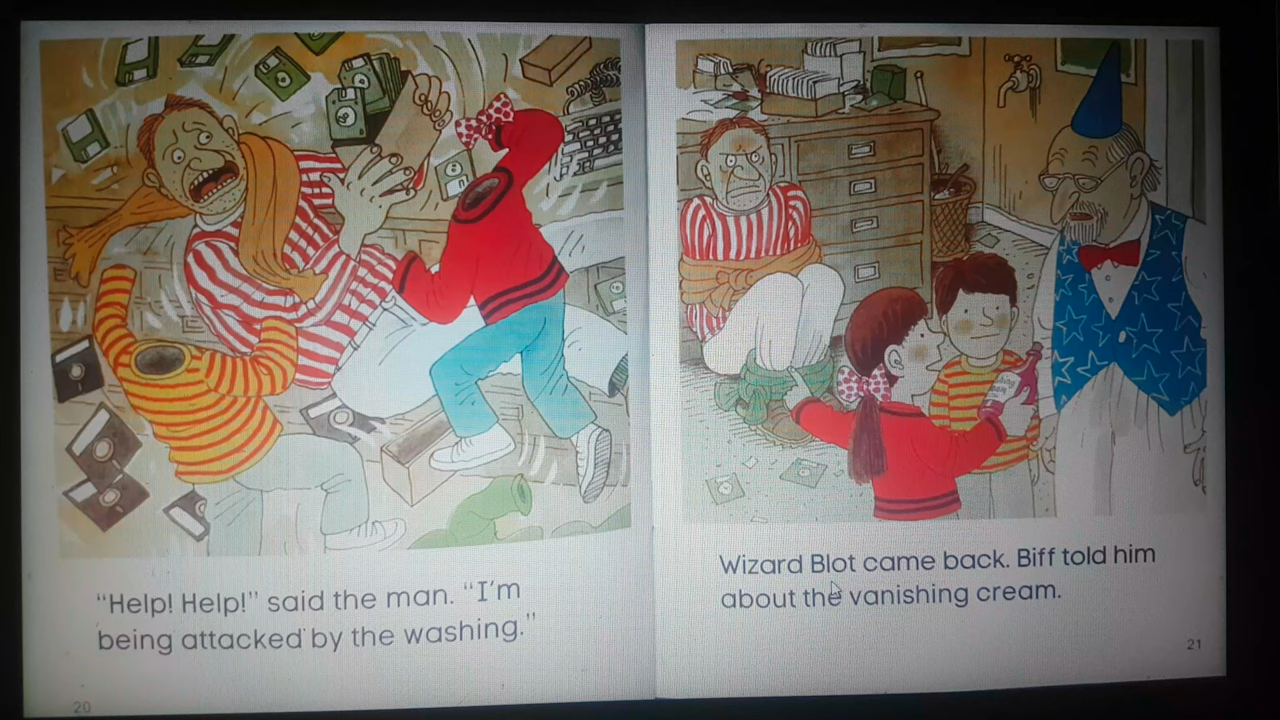 "Help! Help!" said the man. "I'm
being attacked by the washing."
20
Wizard Blot came back. Biff told him
about the vanishing cream.
21